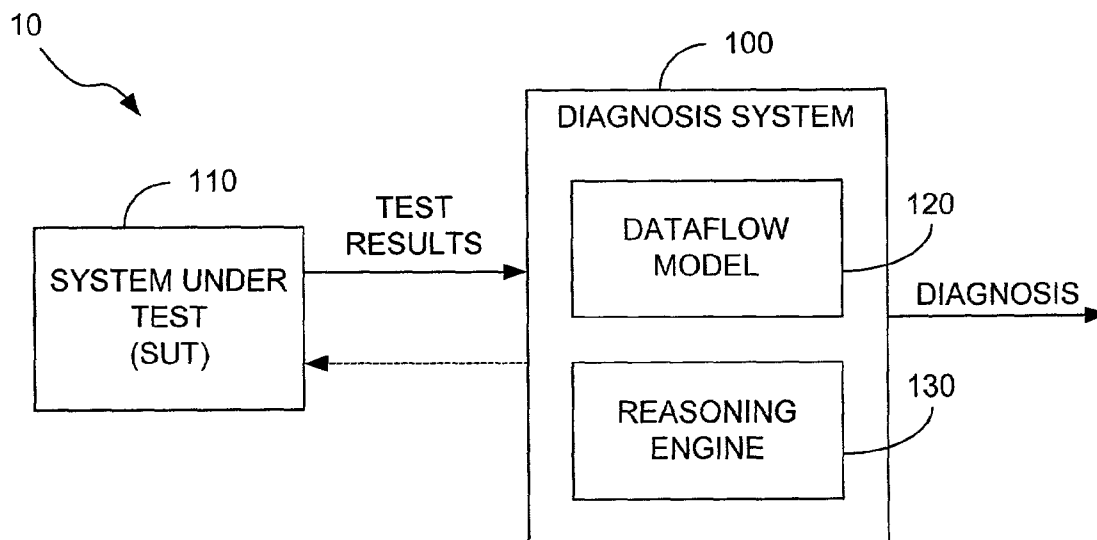 10
100
DIAGNOSIS SYSTEM
110
TEST
RESULTS
SYSTEM UNDER
TEST
(SUT)
DATAFLOW
MODEL
120
DIAGNOSIS
REASONING
ENGINE
130